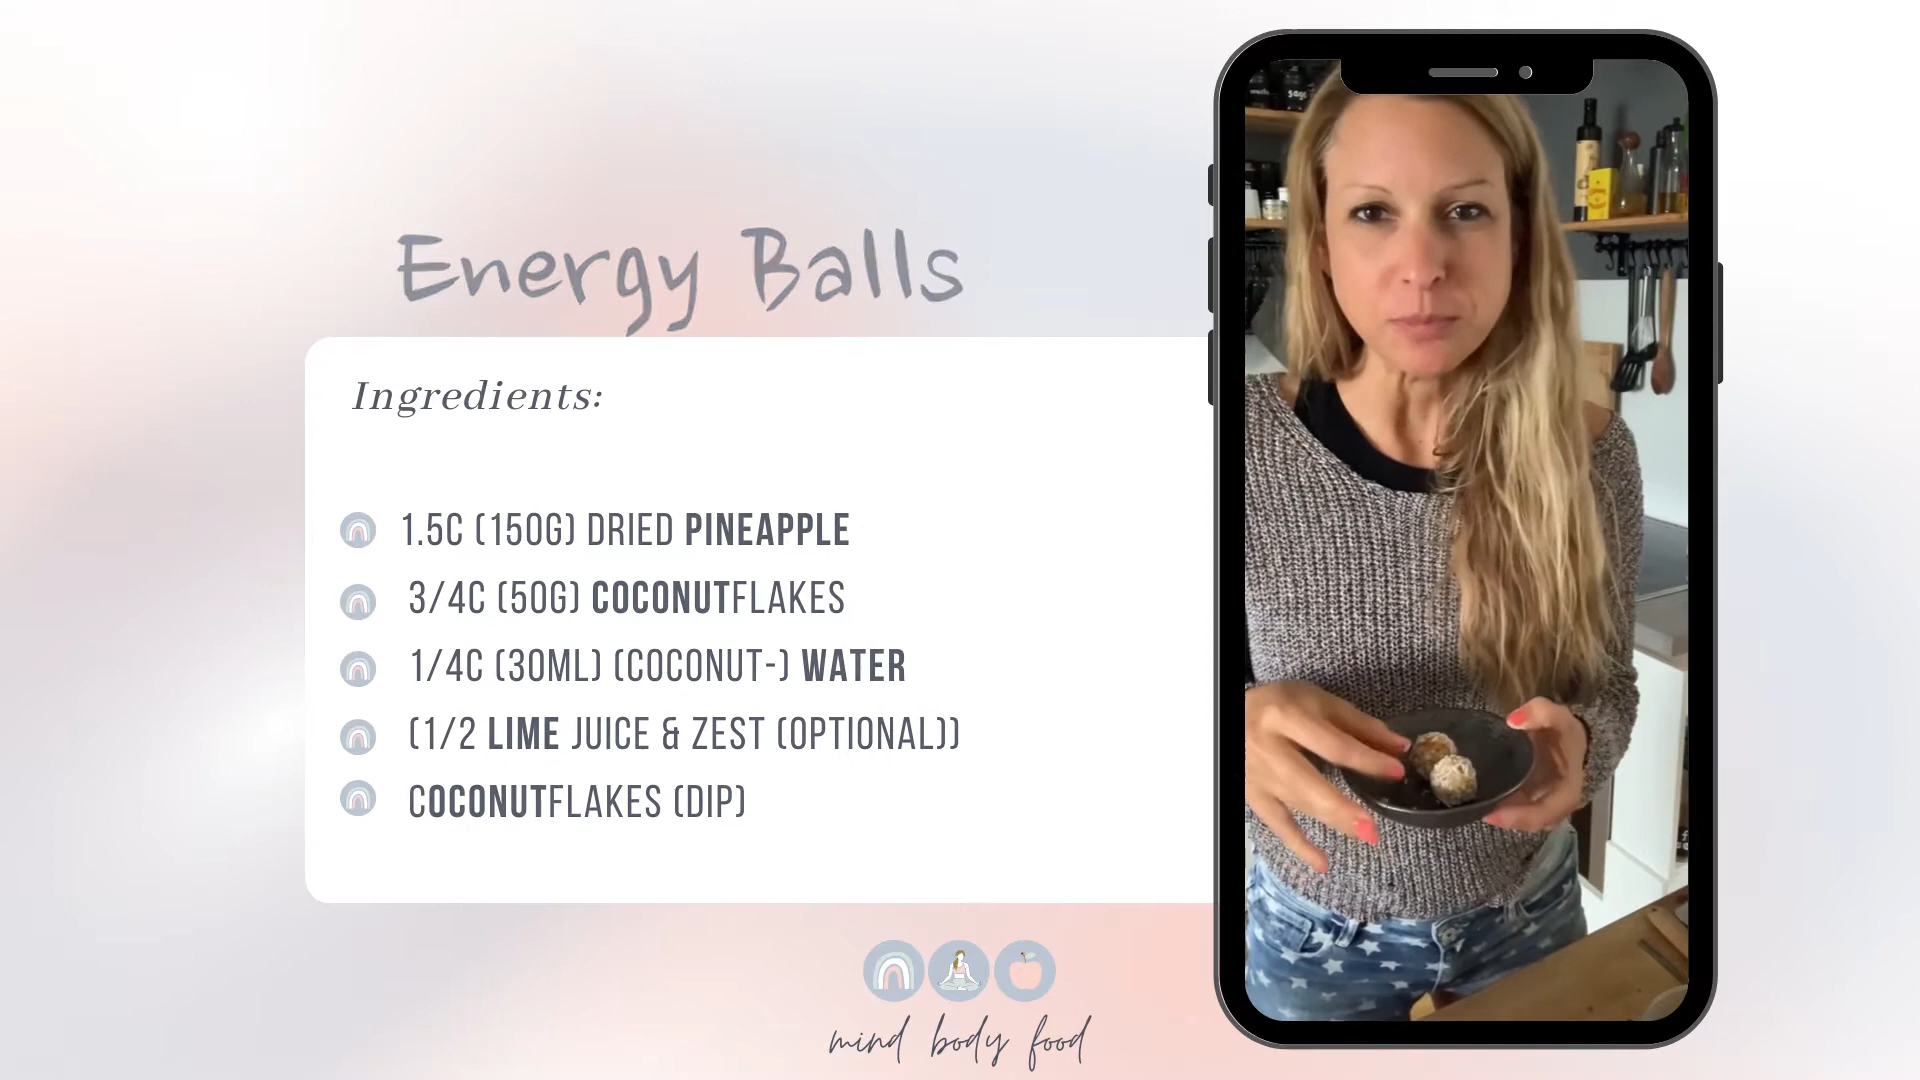 Energy Balls
Ingredients:
1.5C (150G) DRIED PINEAPPLE
3/4C (50G) COCONUTFLAKES
1/4C (30ML) (COCONUT-) WATER
(1/2 LIME JUICE & ZEST (OPTIONAL))
COCONUTFLAKES (DIP)
mind body food
sage